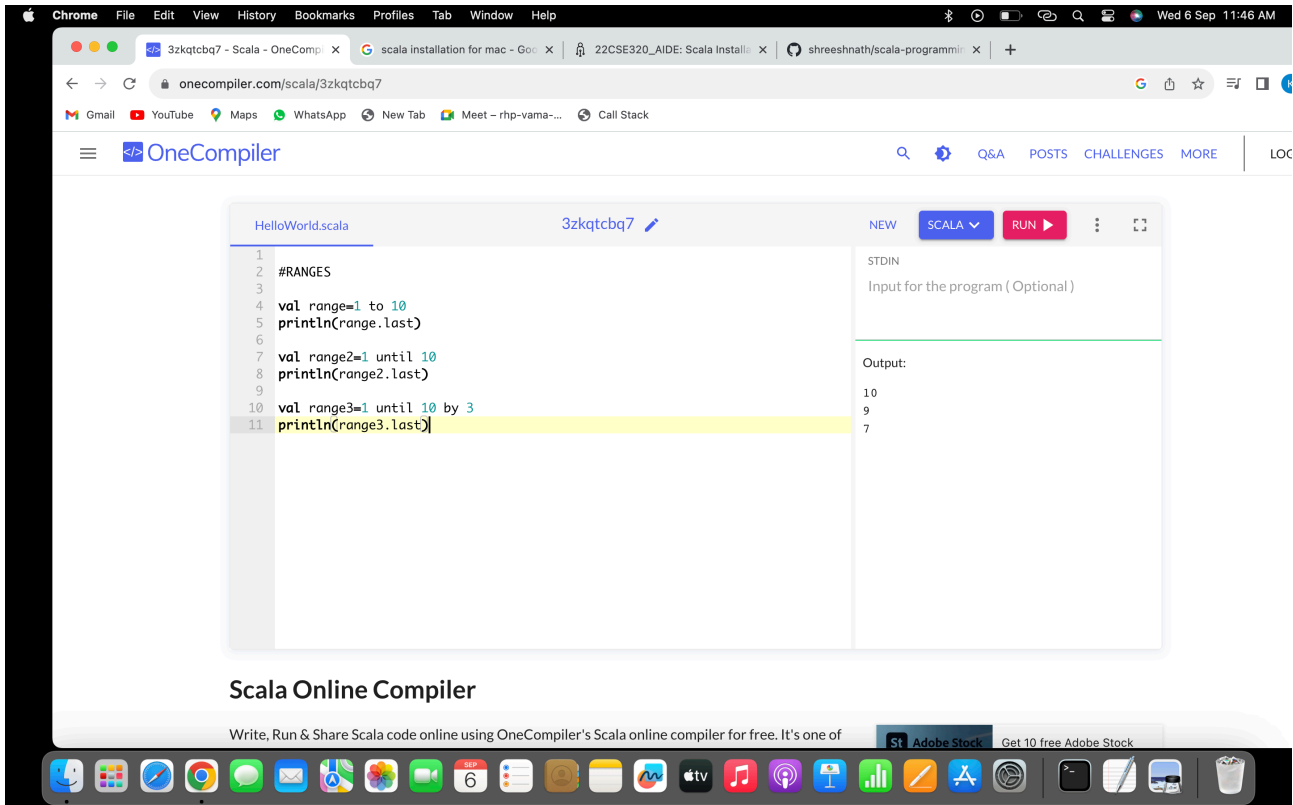 Chrome File Edit View History Bookmarks Profiles Tab Window Help Wed 6 Sep 11:46 AM
3zkqtcbq7 - Scala - OneCompi scala installation for mac - Goo 22CSE320_AIDE: Scala Installa shreeshnath/scala-programmin
onecompiler.com/scala/3zkqtcbq7
Gmail YouTube Maps WhatsApp New Tab Meet – rhp-vama-... Call Stack
</> OneCompiler Q&A POSTS CHALLENGES MORE LOG
HelloWorld.scala 3zkqtcbq7 NEW SCALA RUN
1
2 #RANGES
3
4 val range=1 to 10
5 println(range.last)
6
7 val range2=1 until 10
8 println(range2.last)
9
10 val range3=1 until 10 by 3
11 println(range3.last)
STDIN
Input for the program ( Optional )
Output:
10
9
7
Scala Online Compiler
Write, Run & Share Scala code online using OneCompiler's Scala online compiler for free. It's one of
St Adobe Stock Get 10 free Adobe Stock
SEP
6
tv